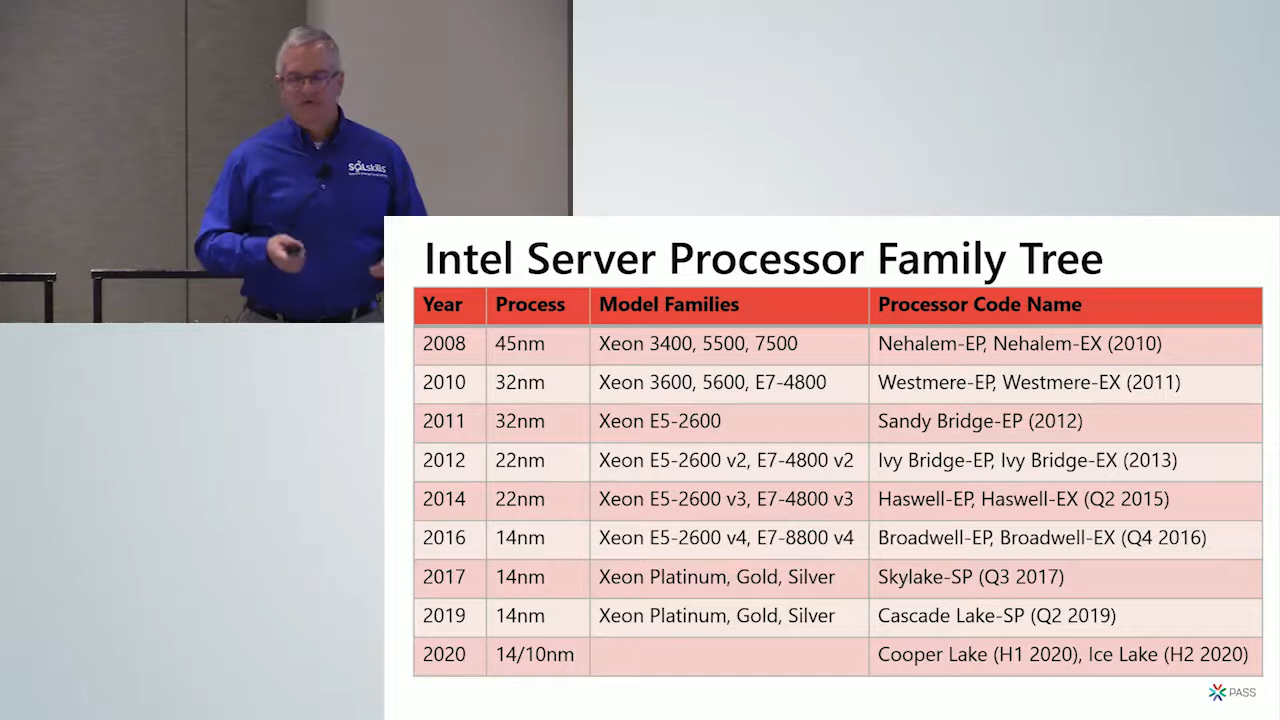 SQLskills
Intel Server Processor Family Tree
Year Process Model Families Processor Code Name
2008 45nm Xeon 3400, 5500, 7500 Nehalem-EP, Nehalem-EX (2010)
2010 32nm Xeon 3600, 5600, E7-4800 Westmere-EP, Westmere-EX (2011)
2011 32nm Xeon E5-2600 Sandy Bridge-EP (2012)
2012 22nm Xeon E5-2600 v2, E7-4800 v2 Ivy Bridge-EP, Ivy Bridge-EX (2013)
2014 22nm Xeon E5-2600 v3, E7-4800 v3 Haswell-EP, Haswell-EX (Q2 2015)
2016 14nm Xeon E5-2600 v4, E7-8800 v4 Broadwell-EP, Broadwell-EX (Q4 2016)
2017 14nm Xeon Platinum, Gold, Silver Skylake-SP (Q3 2017)
2019 14nm Xeon Platinum, Gold, Silver Cascade Lake-SP (Q2 2019)
2020 14/10nm Cooper Lake (H1 2020), Ice Lake (H2 2020)
PASS